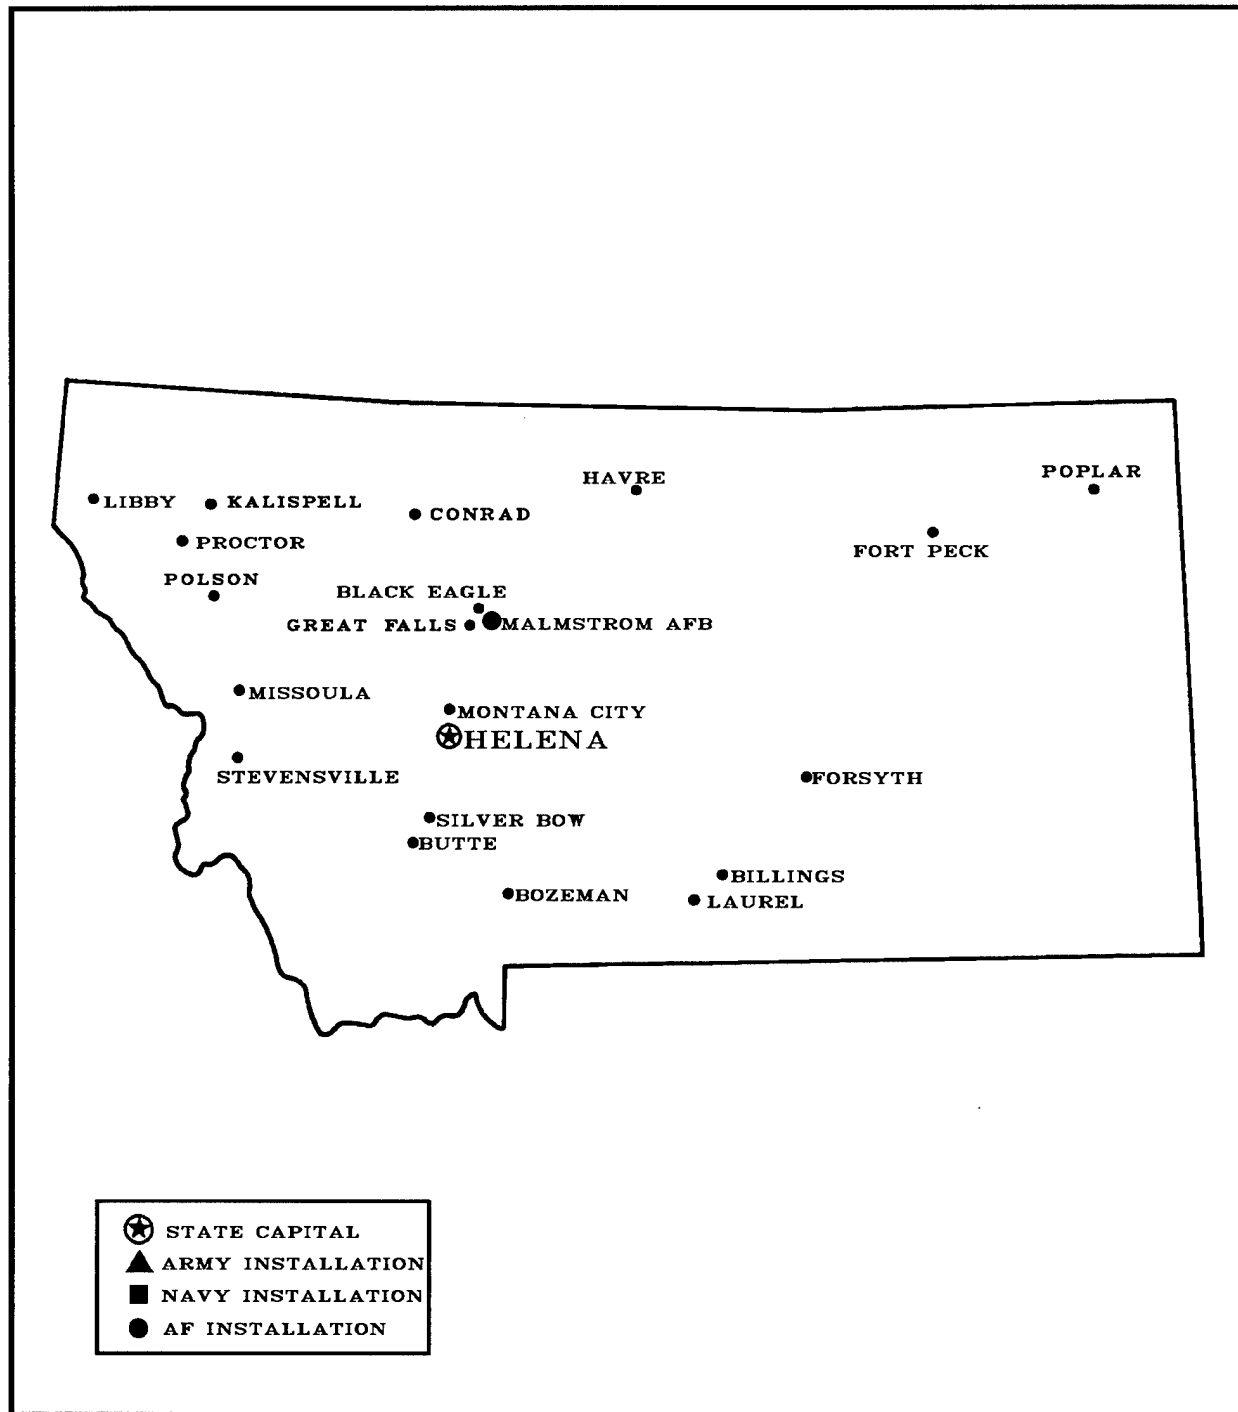 HAVRE
POPLAR
LIBBY
KALISPELL
CONRAD
PROCTOR
FORT PECK
POLSON
BLACK EAGLE
GREAT FALLS
MALMSTROM AFB
MISSOULA
MONTANA CITY
HELENA
STEVENSVILLE
FORSYTH
SILVER BOW
BUTTE
BILLINGS
BOZEMAN
LAUREL
STATE CAPITAL
ARMY INSTALLATION
NAVY INSTALLATION
AF INSTALLATION